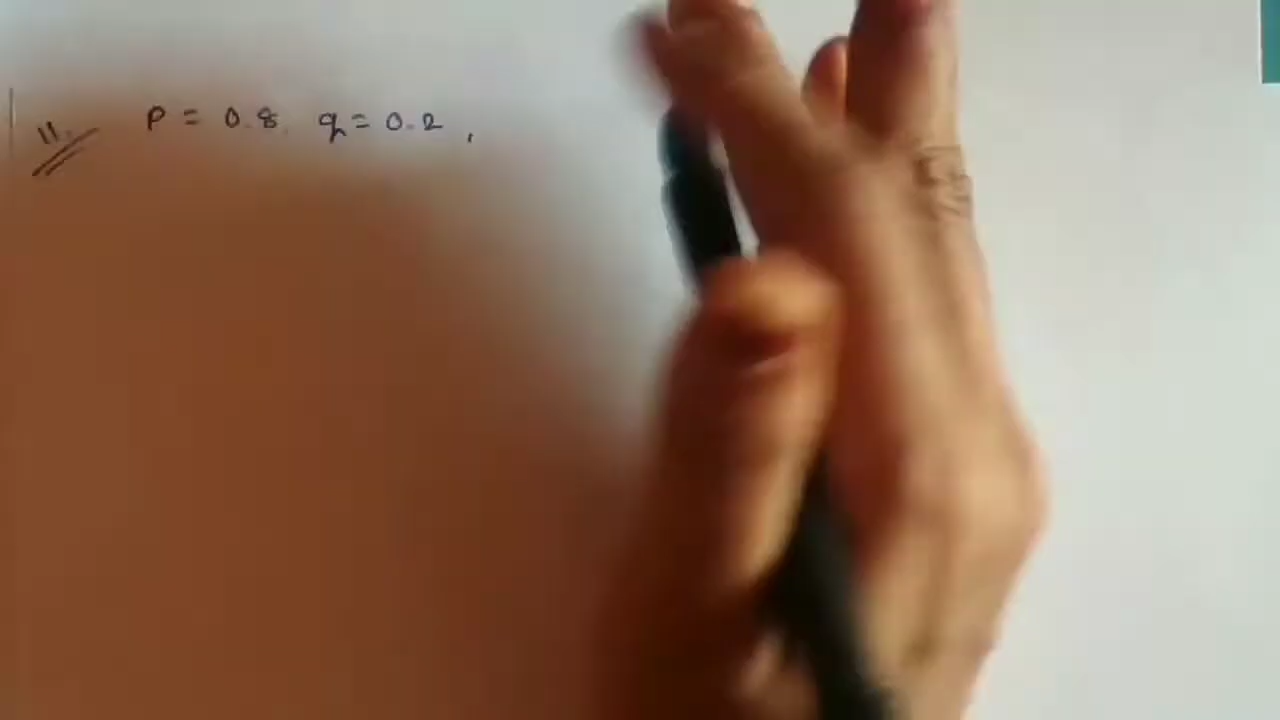 11. P = 0.8, q = 0.2,